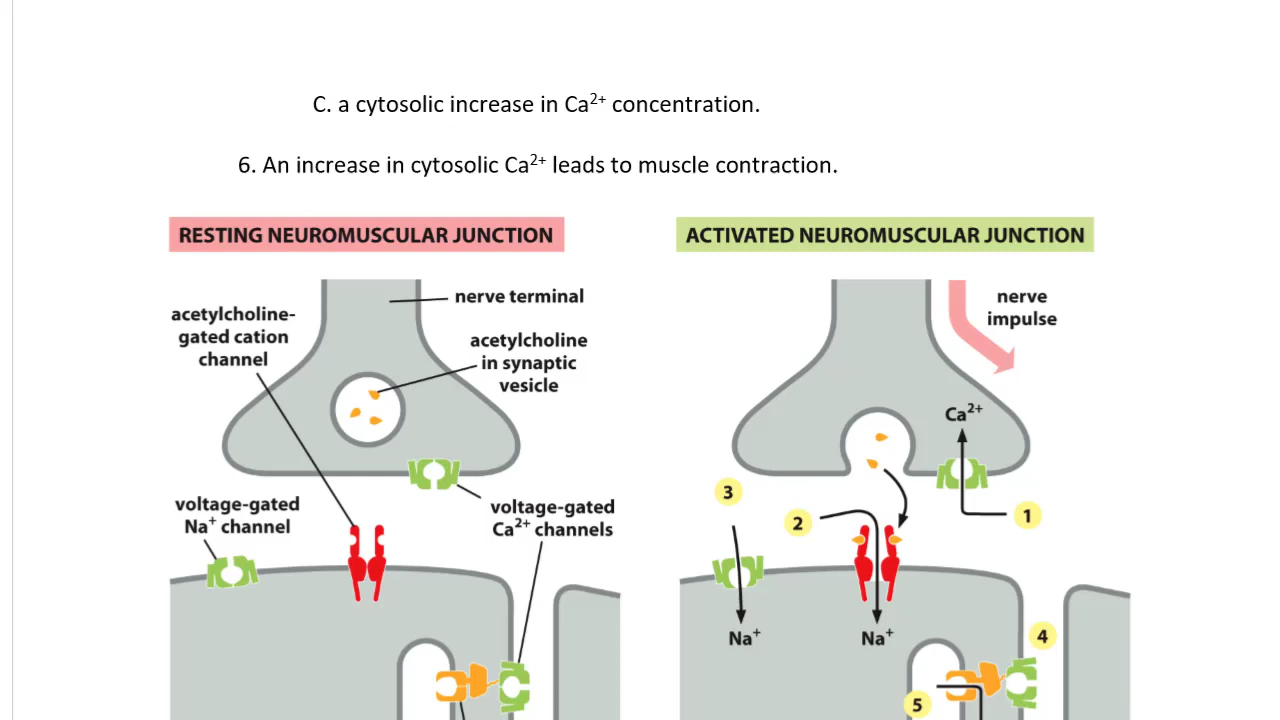 C. a cytosolic increase in Ca²⁺ concentration.
6. An increase in cytosolic Ca²⁺ leads to muscle contraction.
RESTING NEUROMUSCULAR JUNCTION
acetylcholine-
gated cation
channel
nerve terminal
acetylcholine
in synaptic
vesicle
voltage-gated
Na⁺ channel
voltage-gated
Ca²⁺ channels
ACTIVATED NEUROMUSCULAR JUNCTION
nerve
impulse
Ca²⁺
3
2
1
Na⁺
Na⁺
4
5